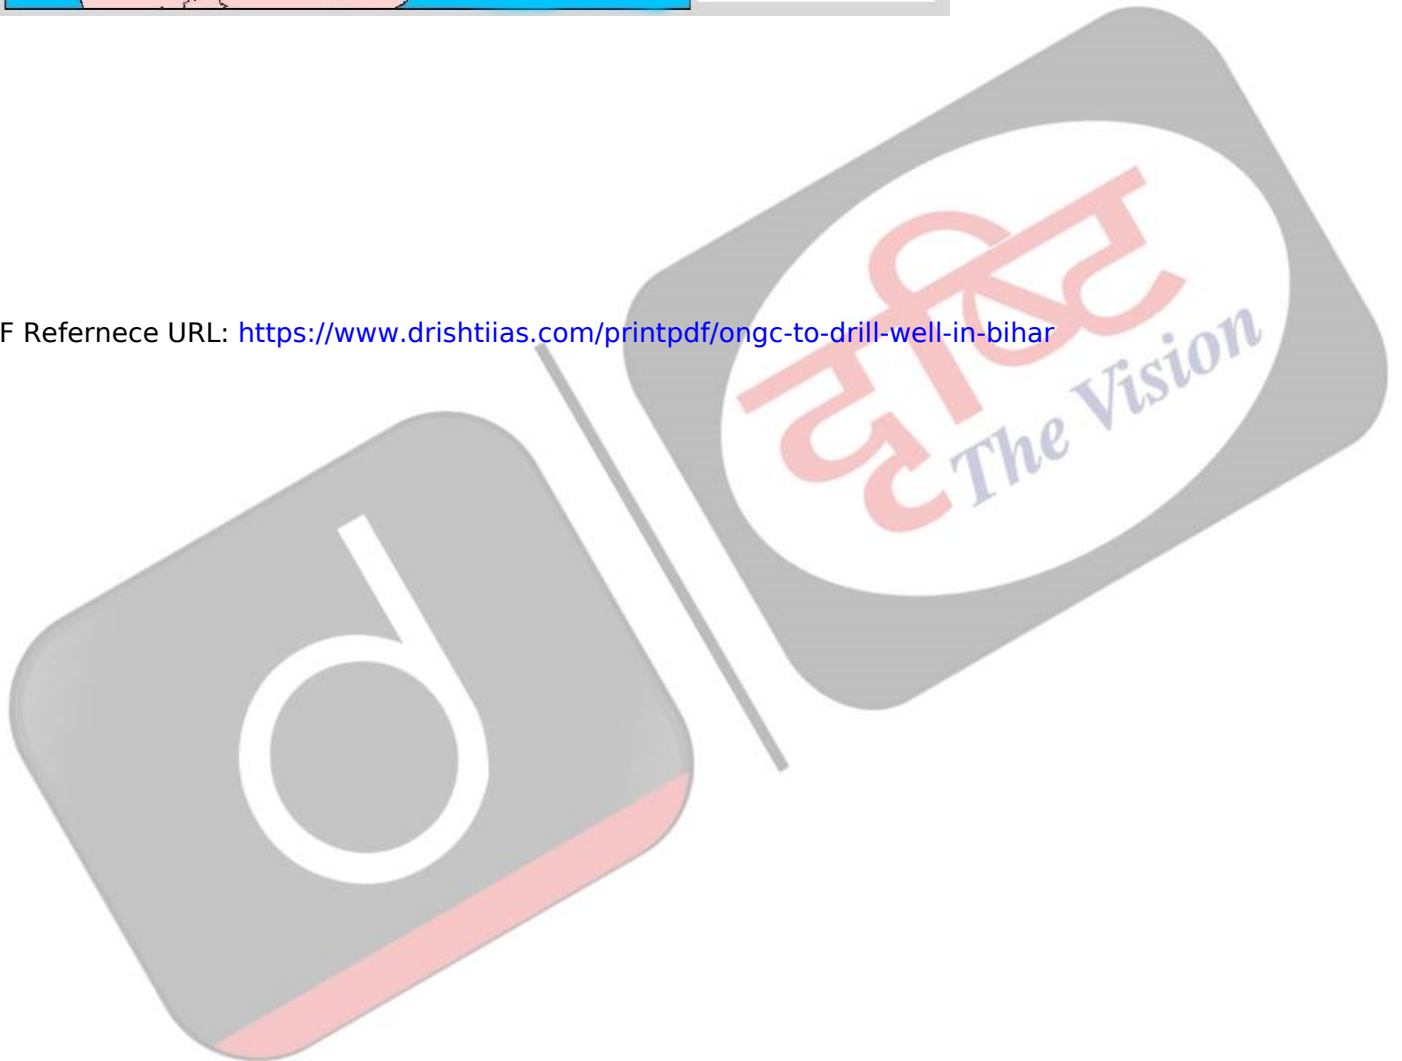 F Refernece URL: https://www.drishtiias.com/printpdf/ongc-to-drill-well-in-bihar
दृष्टि
The Vision
d